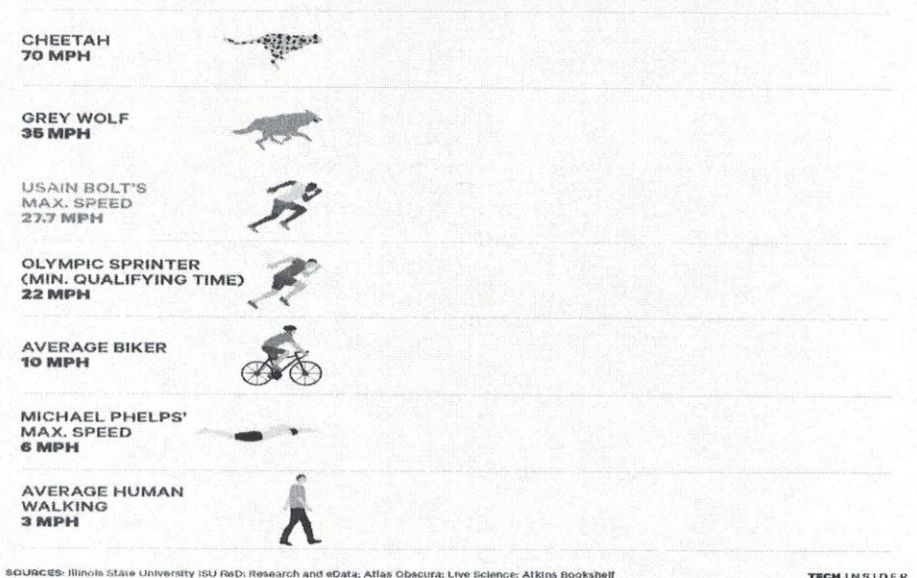 CHEETAH
70 MPH
GREY WOLF
35 MPH
USAIN BOLT'S
MAX. SPEED
27.7 MPH
OLYMPIC SPRINTER
(MIN. QUALIFYING TIME)
22 MPH
AVERAGE BIKER
10 MPH
MICHAEL PHELPS'
MAX. SPEED
6 MPH
AVERAGE HUMAN
WALKING
3 MPH
SOURCES: Illinois State University ISU ReD: Research and eData; Atlas Obscura; Live Science; Atkins Bookshelf
TECH INSIDER